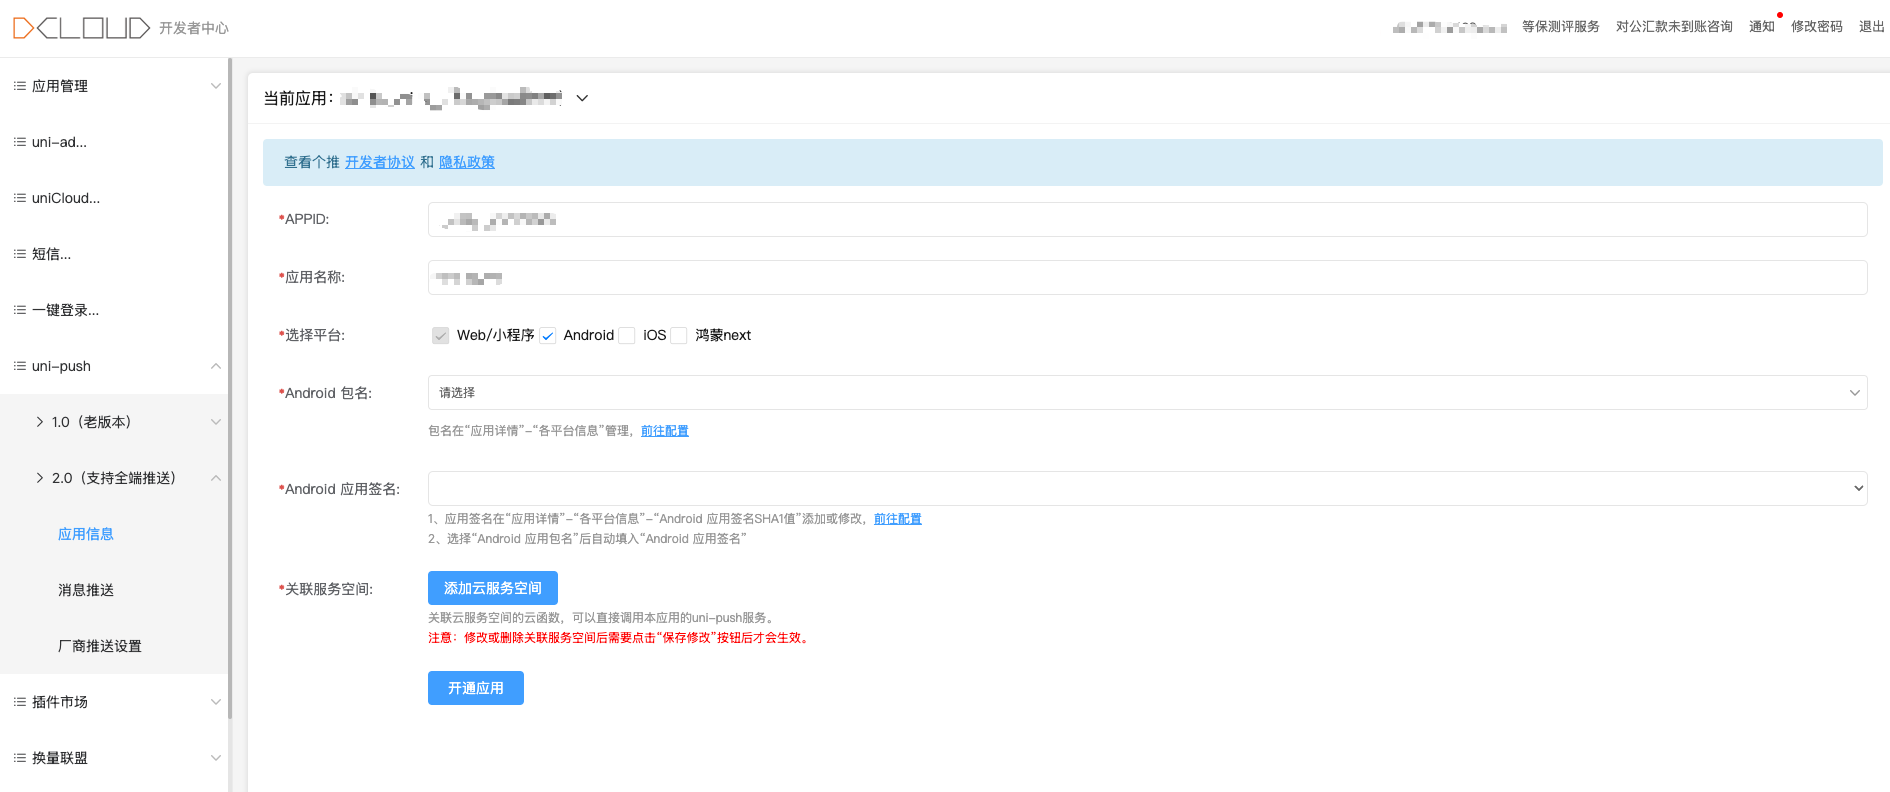 DCLOUD 开发者中心
等保测评服务 对公汇款未到账咨询 通知 修改密码 退出
应用管理
uni-ad...
uniCloud...
短信...
一键登录...
uni-push
1.0（老版本）
2.0（支持全端推送）
应用信息
消息推送
厂商推送设置
插件市场
换量联盟
当前应用：
查看个推 开发者协议 和 隐私政策
*APPID:
*应用名称:
*选择平台: Web/小程序 Android iOS 鸿蒙next
*Android 包名: 请选择
包名在“应用详情”-“各平台信息”管理，前往配置
*Android 应用签名:
1、应用签名在“应用详情”-“各平台信息”-“Android 应用签名SHA1值”添加或修改，前往配置
2、选择“Android 应用包名”后自动填入“Android 应用签名”
*关联服务空间: 添加云服务空间
关联云服务空间的云函数，可以直接调用本应用的uni-push服务。
注意：修改或删除关联服务空间后需要点击“保存修改”按钮后才会生效。
开通应用